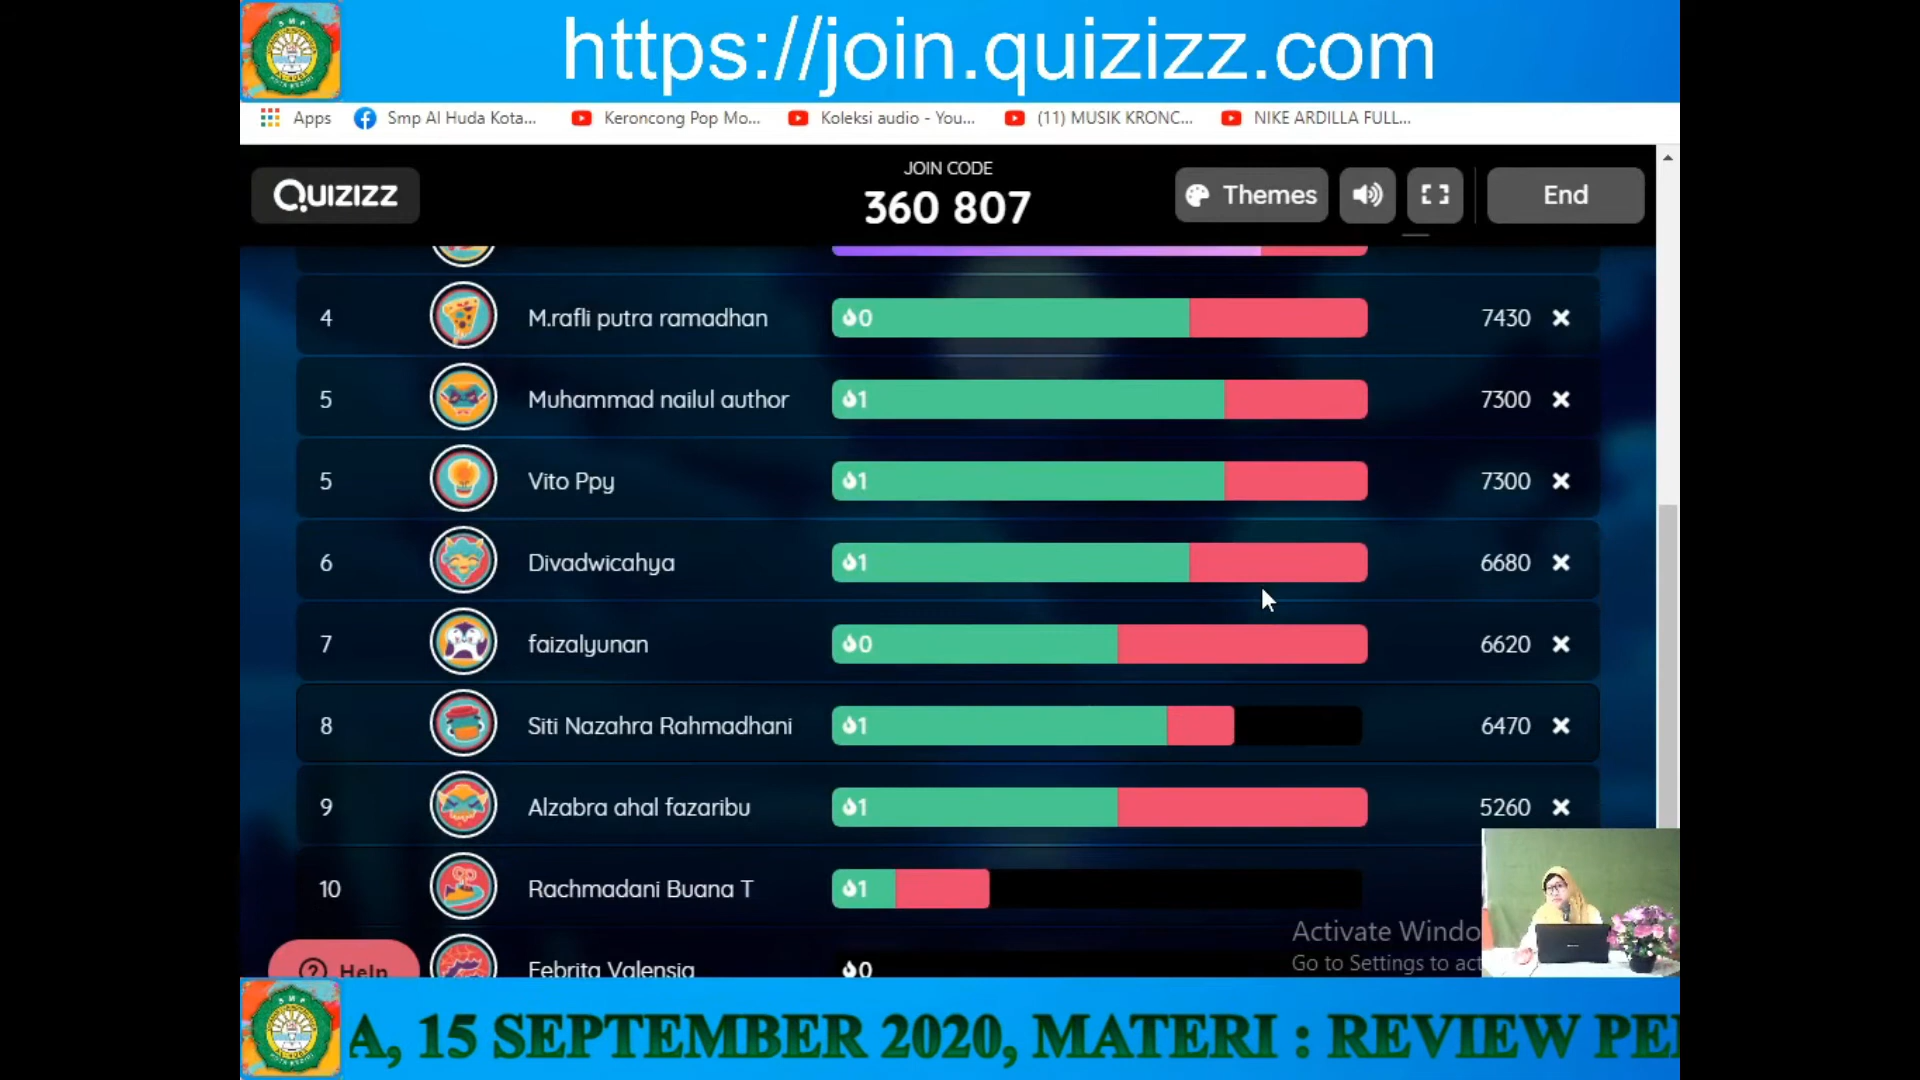 https://join.quizizz.com
Apps Smp Al Huda Kota... Keroncong Pop Mo... Koleksi audio - You... (11) MUSIK KRONC... NIKE ARDILLA FULL...
QUIZIZZ
JOIN CODE
360 807
Themes
End
4 M.rafli putra ramadhan 0 7430
5 Muhammad nailul author 1 7300
5 Vito Ppy 1 7300
6 Divadwicahya 1 6680
7 faizalyunan 0 6620
8 Siti Nazahra Rahmadhani 1 6470
9 Alzabra ahal fazaribu 1 5260
10 Rachmadani Buana T 1
Febrita Valensia 0
Help
Activate Windo
Go to Settings to act
SMP
A, 15 SEPTEMBER 2020, MATERI : REVIEW PE